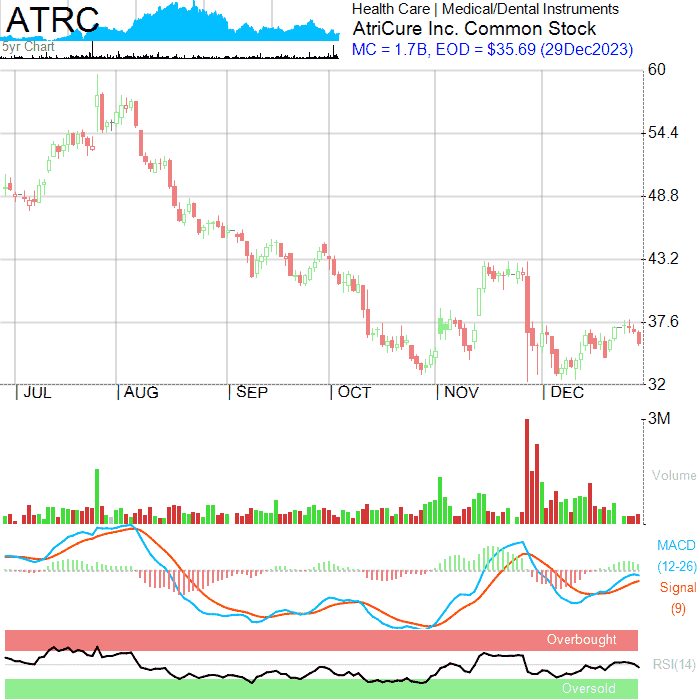 ATRC
5yr Chart
Health Care | Medical/Dental Instruments
AtriCure Inc. Common Stock
MC = 1.7B, EOD = $35.69 (29Dec2023)
60
54.4
48.8
43.2
37.6
32
JUL AUG SEP OCT NOV DEC
3M
Volume
MACD
(12-26)
Signal
(9)
Overbought
RSI(14)
Oversold